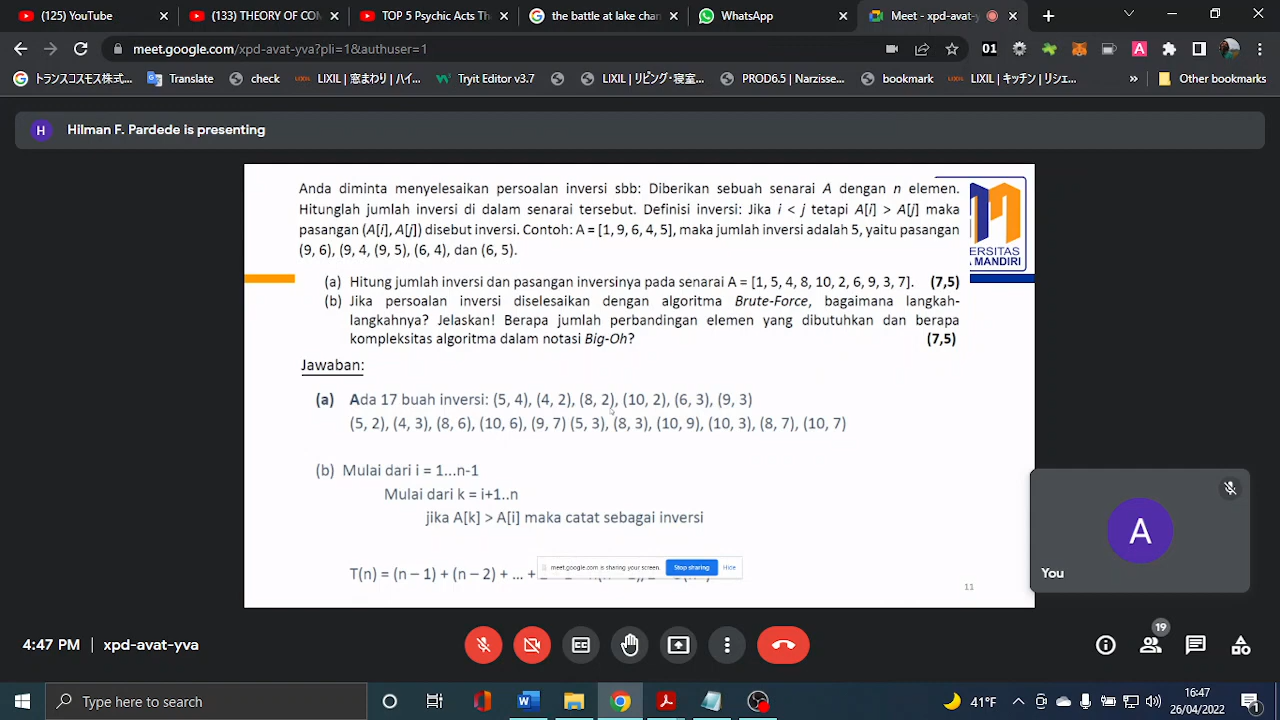 (125) YouTube
(133) THEORY OF CON
TOP 5 Psy Projects Th
the battle at lake chan
WhatsApp
Meet - xpd-avat-yv
meet.google.com/xpd-avat-yva?pli=1&authuser=1
トランスコスモス株式...
Translate
check
LIXIL | 窓まわり | ハイ...
Tryit Editor v3.7
LIXIL | リビング・寝室...
PROD6.5 | Narzisse...
bookmark
LIXIL | キッチン | リシェ...
»
Other bookmarks
H
Hilman F. Pardede is presenting
Anda diminta menyelesaikan persoalan inversi sbb: Diberikan sebuah senarai A dengan n elemen.
Hitunglah jumlah inversi di dalam senarai tersebut. Definisi inversi: Jika i < j tetapi A[i] > A[j] maka
pasangan (A[i], A[j]) disebut inversi. Contoh: A = [1, 9, 6, 4, 5], maka jumlah inversi adalah 5, yaitu pasangan
(9, 6), (9, 4, (9, 5), (6, 4), dan (6, 5).
ERSITAS
A MANDIRI
(a) Hitung jumlah inversi dan pasangan inversinya pada senarai A = [1, 5, 4, 8, 10, 2, 6, 9, 3, 7]. (7,5)
(b) Jika persoalan inversi diselesaikan dengan algoritma Brute-Force, bagaimana langkah-
langkahnya? Jelaskan! Berapa jumlah perbandingan elemen yang dibutuhkan dan berapa
kompleksitas algoritma dalam notasi Big-Oh? (7,5)
Jawaban:
(a) Ada 17 buah inversi: (5, 4), (4, 2), (8, 2), (10, 2), (6, 3), (9, 3)
(5, 2), (4, 3), (8, 6), (10, 6), (9, 7) (5, 3), (8, 3), (10, 9), (10, 3), (8, 7), (10, 7)
(b) Mulai dari i = 1...n-1
Mulai dari k = i+1..n
jika A[k] > A[i] maka catat sebagai inversi
T(n) = (n – 1) + (n – 2) + ... +
meet.google.com is sharing your screen.
Stop sharing
Hide
11
A
You
4:47 PM | xpd-avat-yva
19
Type here to search
41°F
16:47
26/04/2022